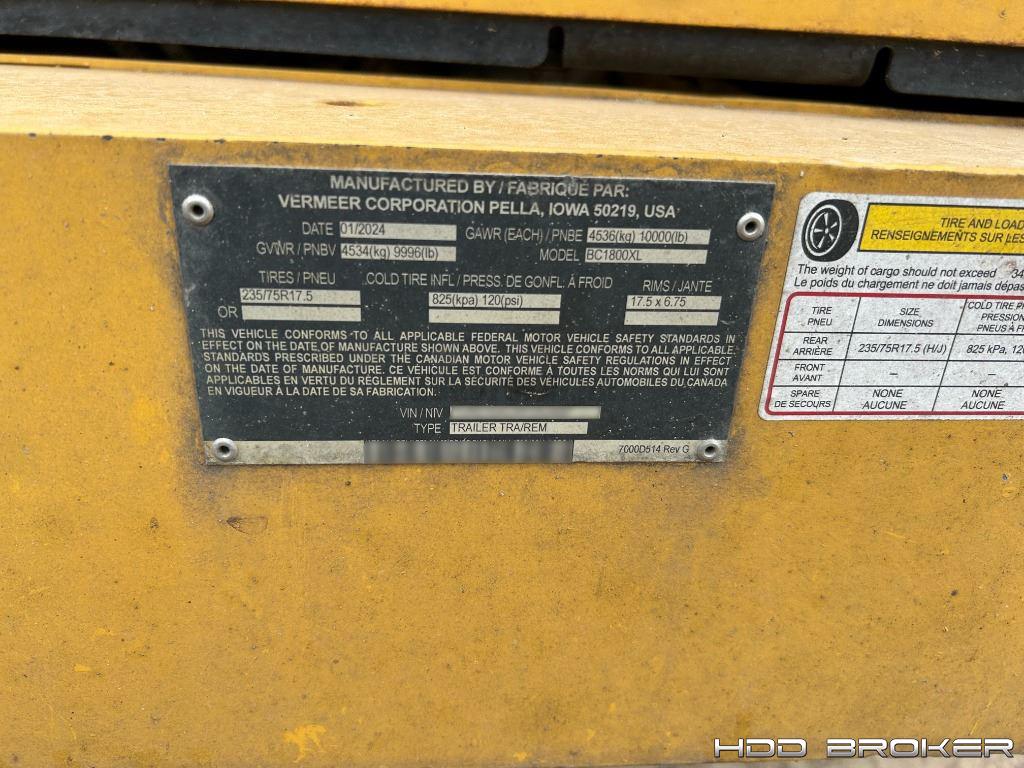 MANUFACTURED BY / FABRIQUÉ PAR:
VERMEER CORPORATION PELLA, IOWA 50219, USA
DATE 01/2024 GAWR (EACH) / PNBE 4536(kg) 10000(lb)
GVWR / PNBV 4534(kg) 9996(lb) MODEL BC1800XL
TIRES / PNEU COLD TIRE INFL / PRESS. DE GONFL. À FROID RIMS / JANTE
235/75R17.5 825(kpa) 120(psi) 17.5 x 6.75
OR
THIS VEHICLE CONFORMS TO ALL APPLICABLE FEDERAL MOTOR VEHICLE SAFETY STANDARDS IN
EFFECT ON THE DATE OF MANUFACTURE SHOWN ABOVE. THIS VEHICLE CONFORMS TO ALL APPLICABLE
STANDARDS PRESCRIBED UNDER THE CANADIAN MOTOR VEHICLE SAFETY REGULATIONS IN EFFECT
ON THE DATE OF MANUFACTURE. CE VÉHICULE EST CONFORME À TOUTES LES NORMS QUI LUI SONT
APPLICABLES EN VERTU DU RÈGLEMENT SUR LA SÉCURITÉ DES VÉHICULES AUTOMOBILES DU CANADA
EN VIGUEUR À LA DATE DE SA FABRICATION.
VIN / NIV
TYPE TRAILER TRA/REM
7000D514 Rev G
TIRE AND LOAD
RENSEIGNEMENTS SUR LES
The weight of cargo should not exceed 34
Le poids du chargement ne doit jamais dépas
TIRE SIZE COLD TIRE
PNEU DIMENSIONS PRESSION
PNEUS À
REAR
ARRIÈRE 235/75R17.5 (H/J) 825 kPa, 12
FRONT
AVANT – –
SPARE NONE NONE
DE SECOURS AUCUNE AUCUNE
HDD BROKER